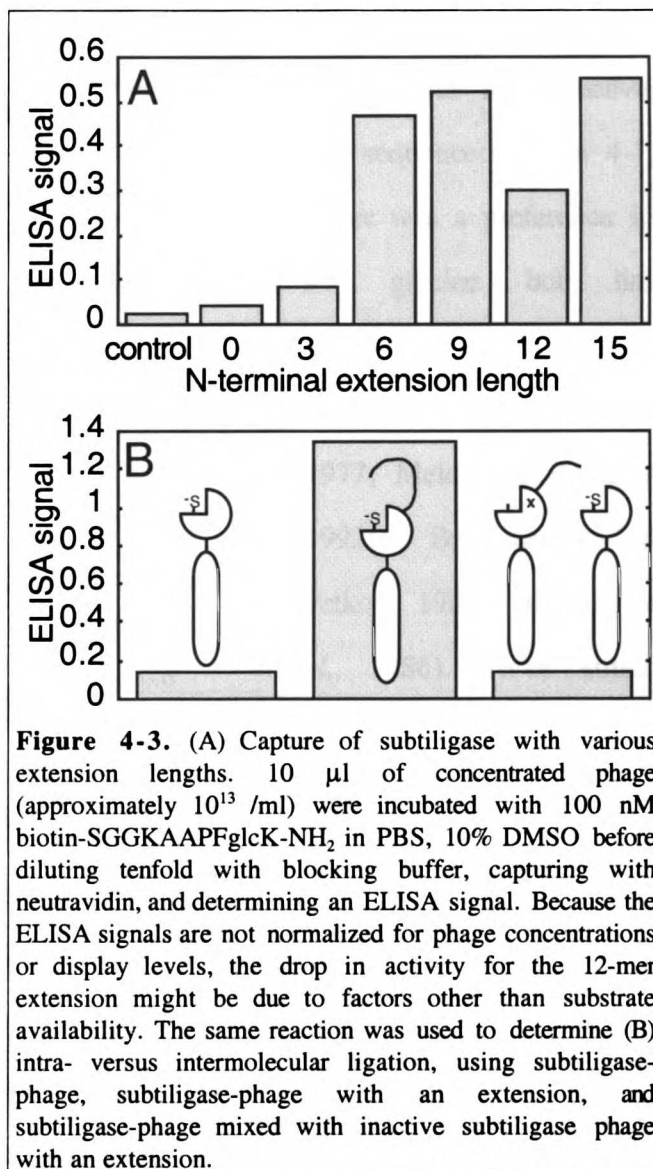 A
ELISA signal
0.6
0.5
0.4
0.3
0.2
0.1
0
control 0 3 6 9 12 15
N-terminal extension length
B
ELISA signal
1.4
1.2
1
0.8
0.6
0.4
0.2
0
-S
-S
x
-S
Figure 4-3. (A) Capture of subtiligase with various
extension lengths. 10 μl of concentrated phage
(approximately 10¹³ /ml) were incubated with 100 nM
biotin-SGGKAAPFglcK-NH₂ in PBS, 10% DMSO before
diluting tenfold with blocking buffer, capturing with
neutravidin, and determining an ELISA signal. Because the
ELISA signals are not normalized for phage concentrations
or display levels, the drop in activity for the 12-mer
extension might be due to factors other than substrate
availability. The same reaction was used to determine (B)
intra- versus intermolecular ligation, using subtiligase-
phage, subtiligase-phage with an extension, and
subtiligase-phage mixed with inactive subtiligase phage
with an extension.